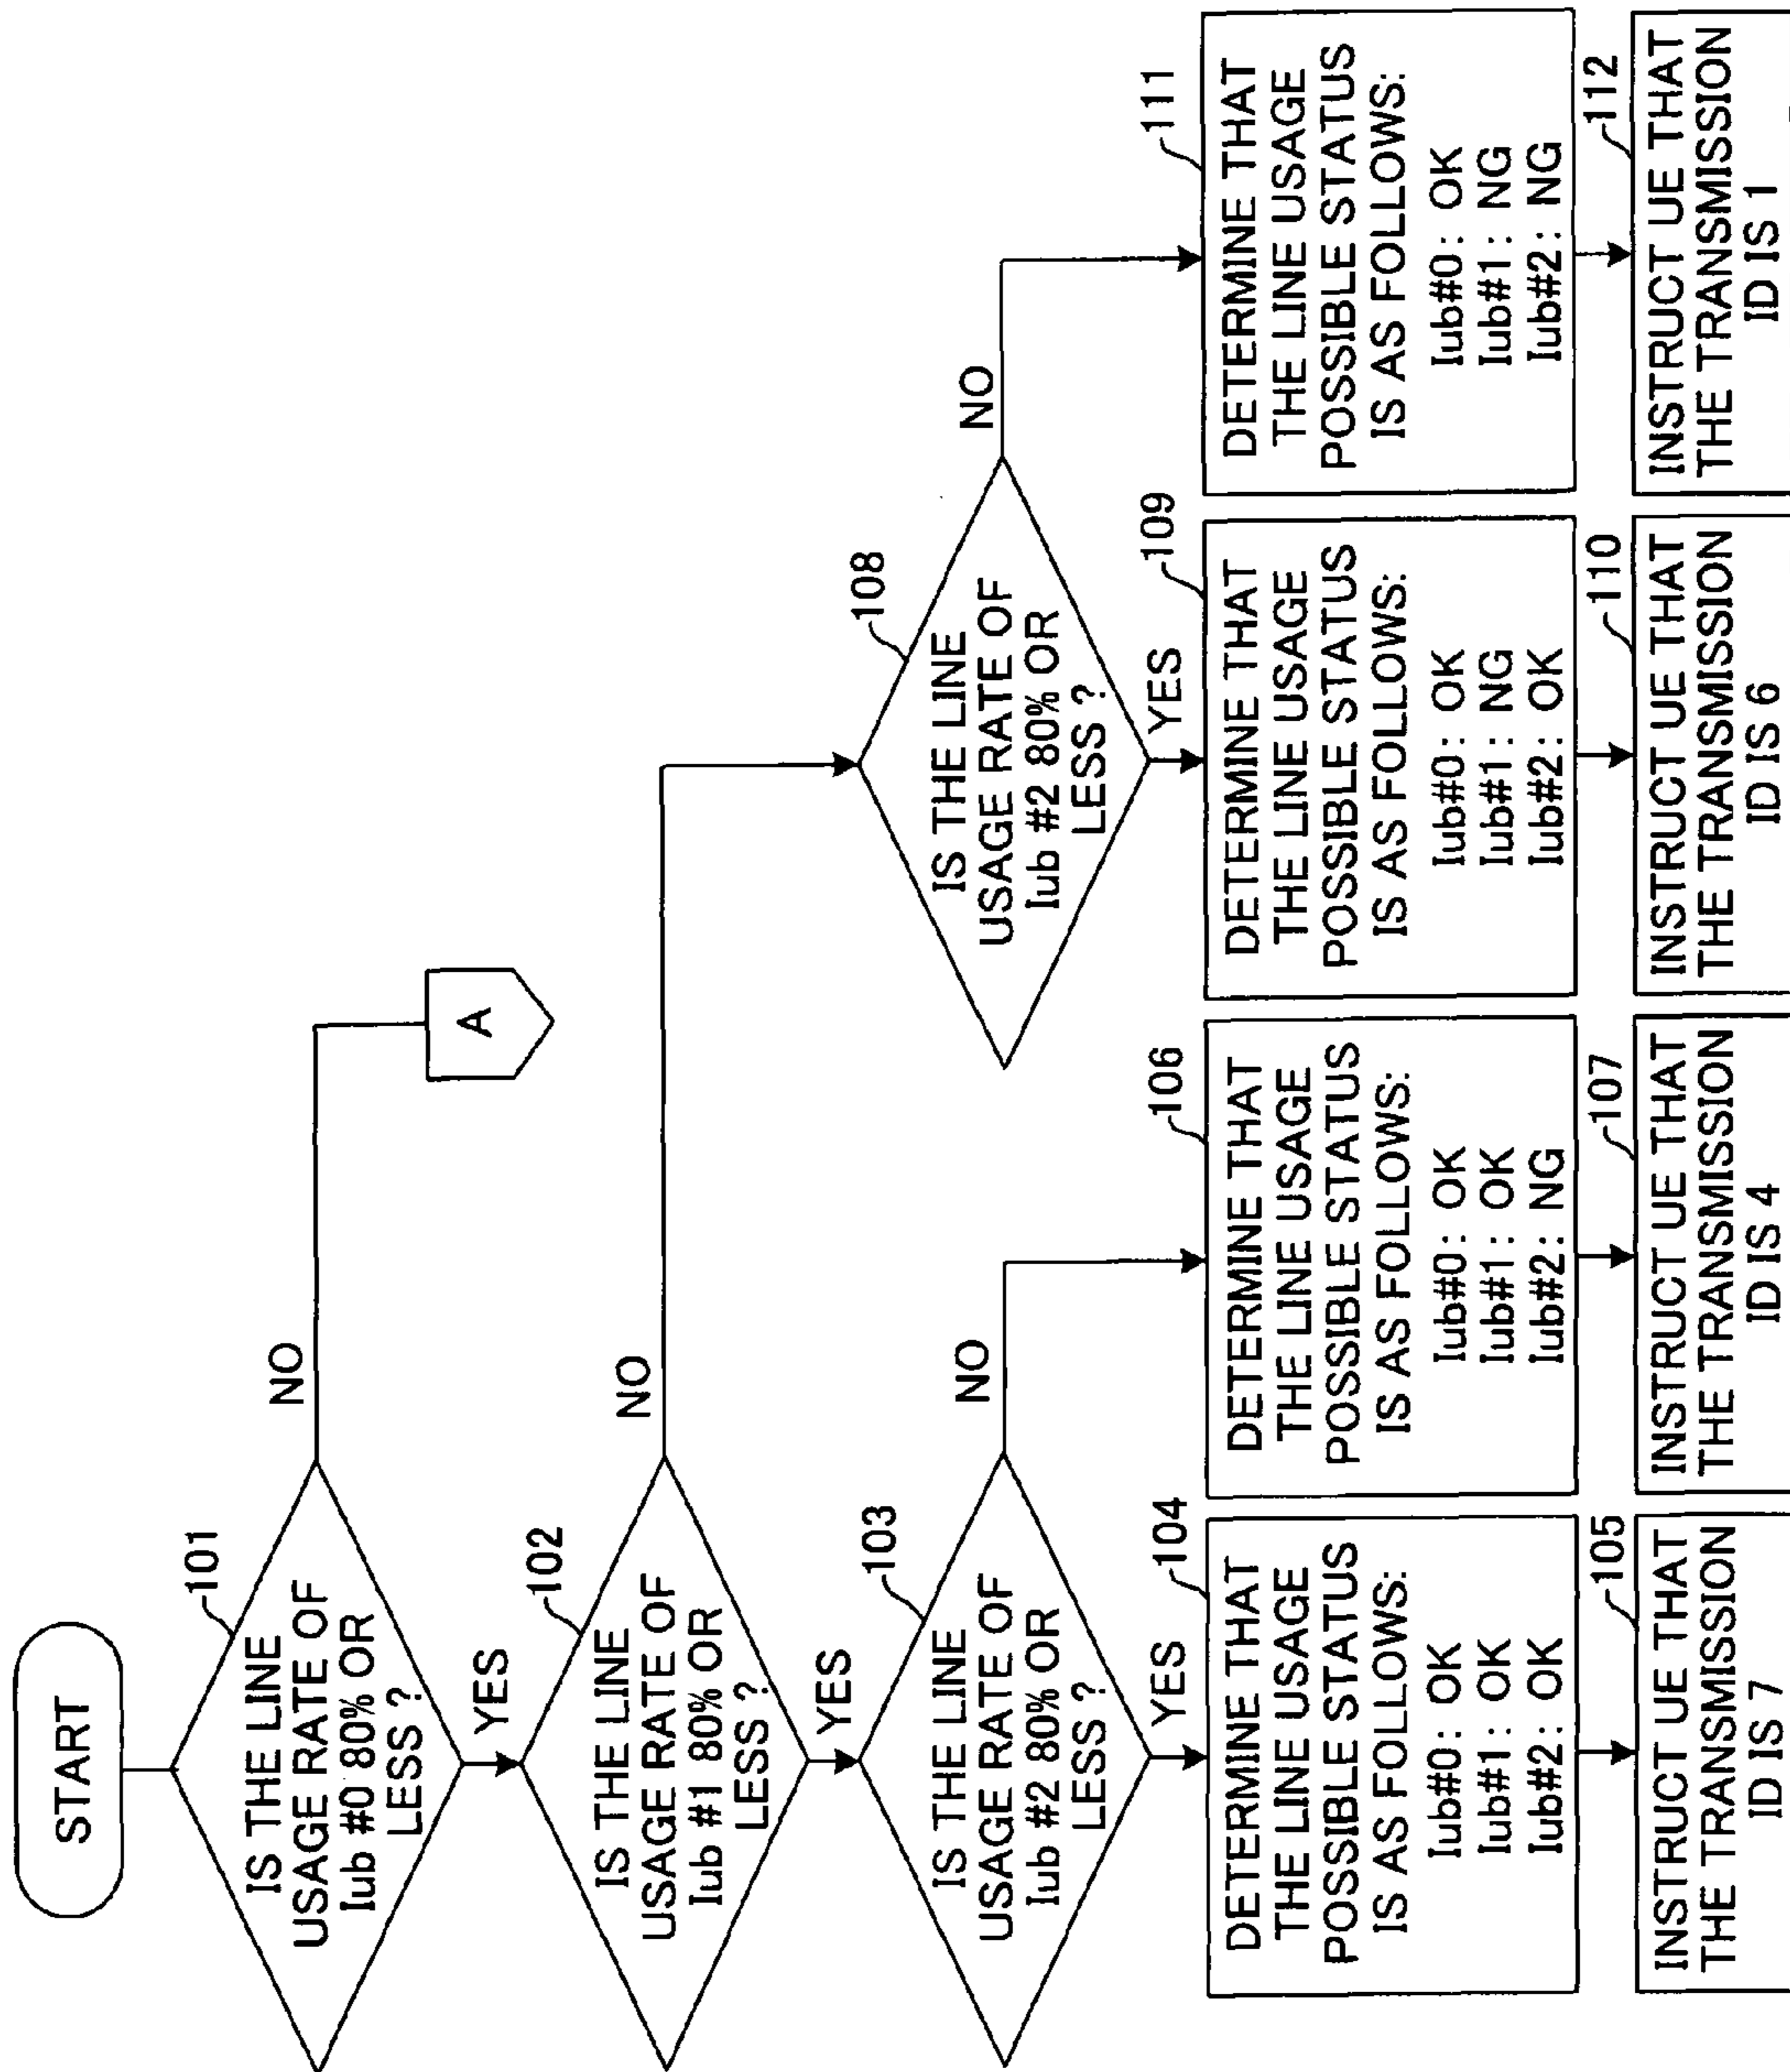 START
101
IS THE LINE
USAGE RATE OF
Iub #0 80% OR
LESS ?
NO
A
YES
102
IS THE LINE
USAGE RATE OF
Iub #1 80% OR
LESS ?
NO
YES
103
IS THE LINE
USAGE RATE OF
Iub #2 80% OR
LESS ?
NO
YES
108
IS THE LINE
USAGE RATE OF
Iub #2 80% OR
LESS ?
NO
YES
104
DETERMINE THAT
THE LINE USAGE
POSSIBLE STATUS
IS AS FOLLOWS:
Iub#0: OK
Iub#1: OK
Iub#2: OK
105
INSTRUCT UE THAT
THE TRANSMISSION
ID IS 7
106
DETERMINE THAT
THE LINE USAGE
POSSIBLE STATUS
IS AS FOLLOWS:
Iub#0: OK
Iub#1: OK
Iub#2: NG
107
INSTRUCT UE THAT
THE TRANSMISSION
ID IS 4
109
DETERMINE THAT
THE LINE USAGE
POSSIBLE STATUS
IS AS FOLLOWS:
Iub#0: OK
Iub#1: NG
Iub#2: OK
110
INSTRUCT UE THAT
THE TRANSMISSION
ID IS 6
111
DETERMINE THAT
THE LINE USAGE
POSSIBLE STATUS
IS AS FOLLOWS:
Iub#0: OK
Iub#1: NG
Iub#2: NG
112
INSTRUCT UE THAT
THE TRANSMISSION
ID IS 1